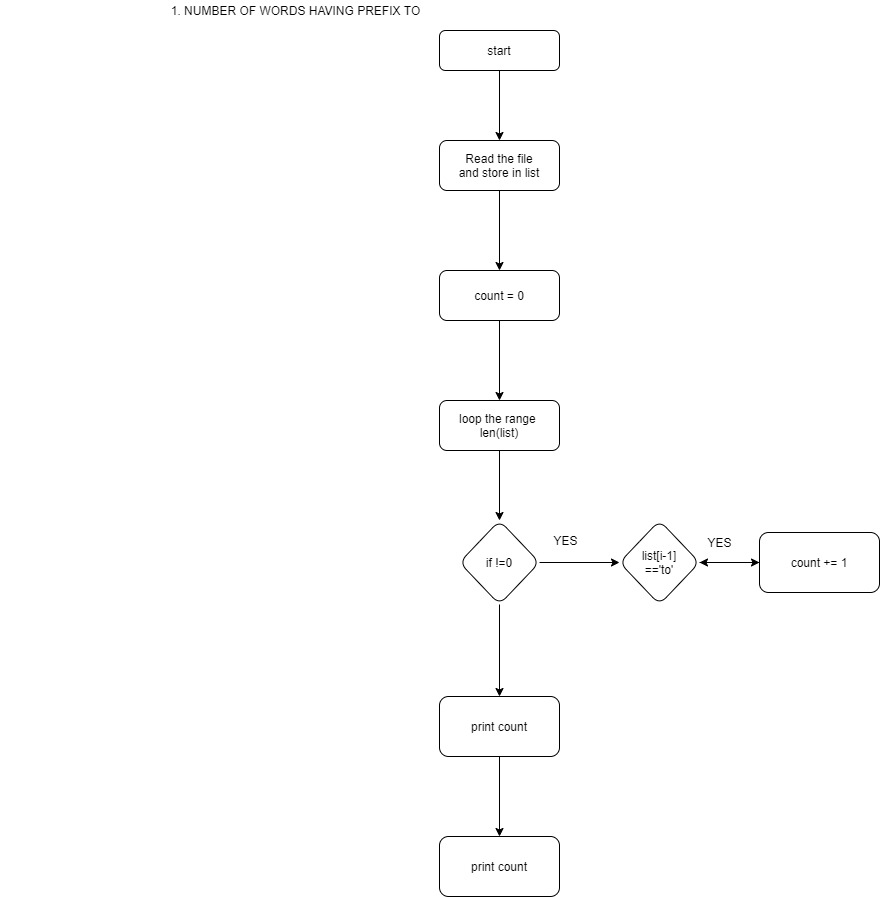 1. NUMBER OF WORDS HAVING PREFIX TO
start
Read the file
and store in list
count = 0
loop the range
len(list)
if !=0
YES
list[i-1]
=='to'
YES
count += 1
print count
print count